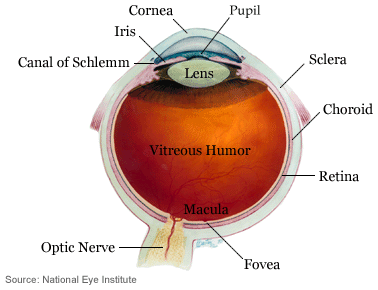 Cornea
Pupil
Iris
Canal of Schlemm
Sclera
Lens
Choroid
Vitreous Humor
Retina
Macula
Optic Nerve
Fovea
Source: National Eye Institute